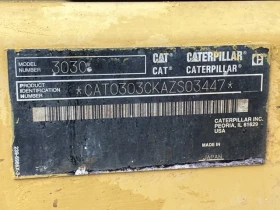 MODEL NUMBER 303C CAT CATERPILLAR
CAT CATERPILLAR
PRODUCT IDENTIFICATION NUMBER *CAT0303CKAZS03447*
CATERPILLAR INC.
PEORIA, IL 61629
USA
MADE IN
JAPAN